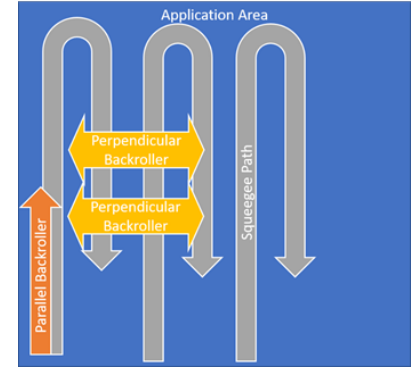 Application Area
Perpendicular
Backroller
Perpendicular
Backroller
Squeegee Path
Parallel Backroller